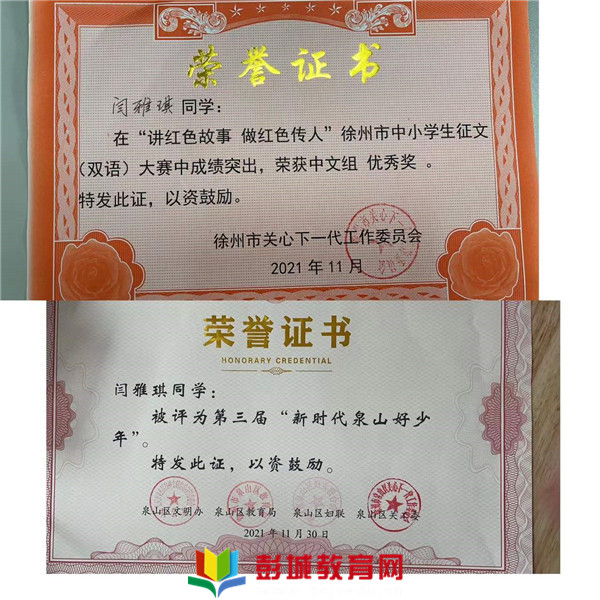 荣誉证书
闫雅琪 同学：
在“讲红色故事 做红色传人”徐州市中小学生征文
（双语）大赛中成绩突出，荣获中文组 优秀奖 。
特发此证，以资鼓励。
徐州市关心下一代工作委员会
2021 年 11 月
荣誉证书
HONORARY CREDENTIAL
闫雅琪同学：
被评为第三届“新时代泉山好少
年”。
特发此证，以资鼓励。
泉山区文明办 泉山区教育局 泉山区妇联 泉山区关工委
2021 年 11 月 30 日
彭城教育网